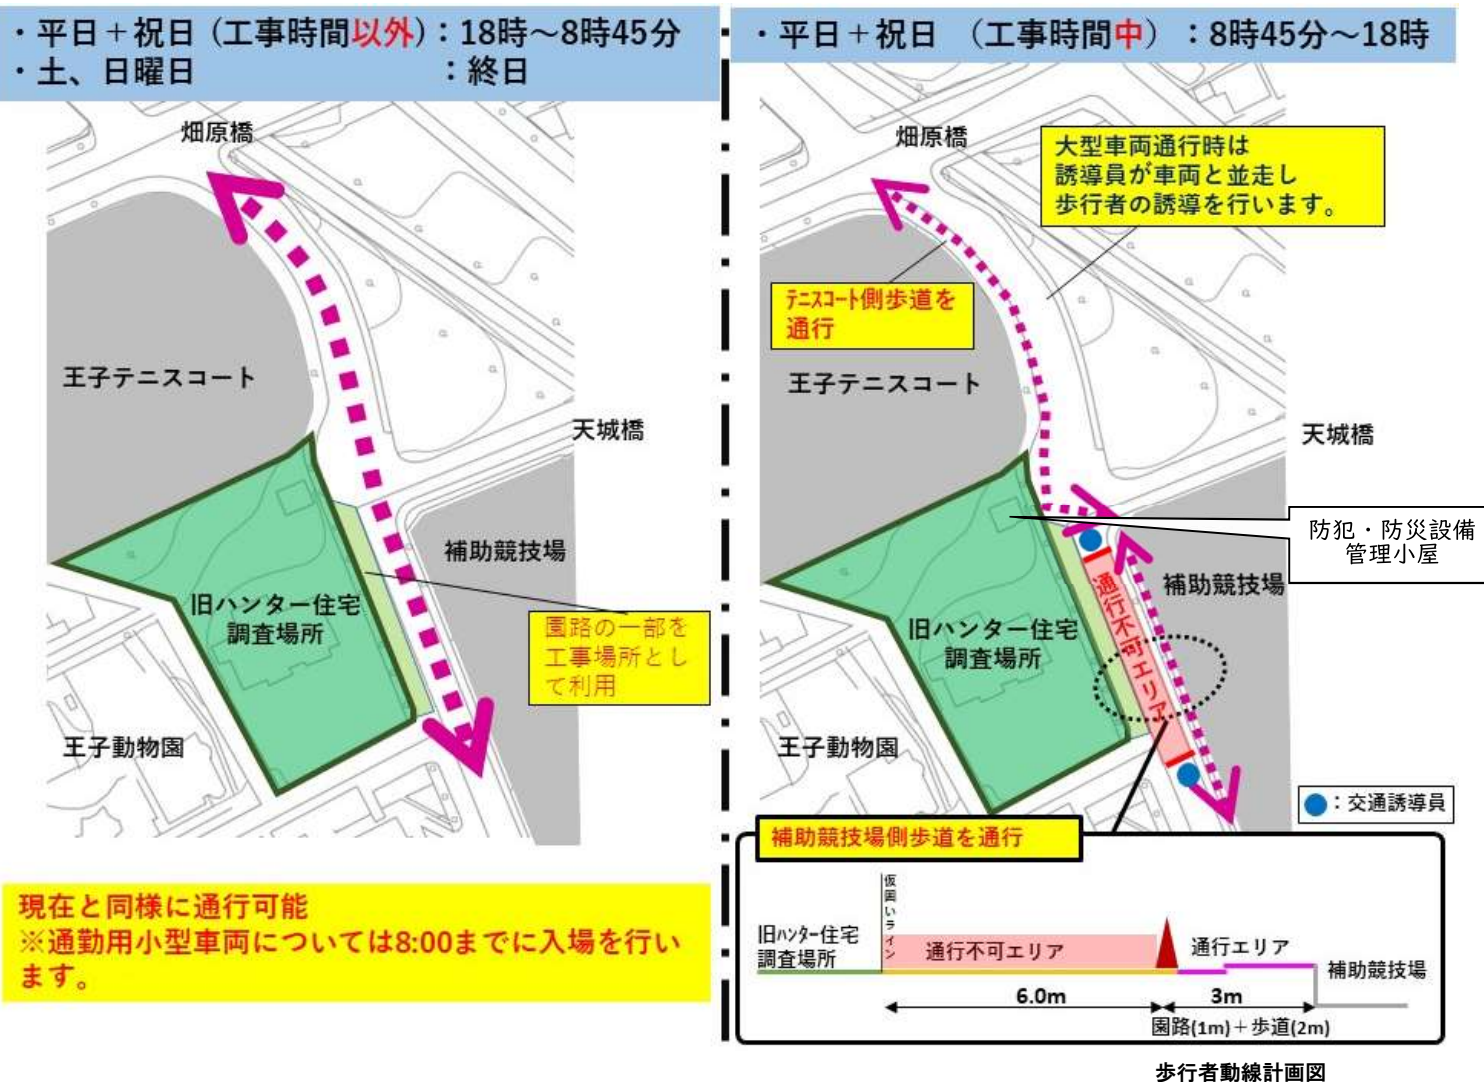 ・平日＋祝日（工事時間以外）：18時～8時45分
・土、日曜日　：終日
畑原橋
王子テニスコート
天城橋
補助競技場
旧ハンター住宅
調査場所
園路の一部を
工事場所とし
て利用
王子動物園
現在と同様に通行可能
※通勤用小型車両については8:00までに入場を行い
ます。
・平日＋祝日　（工事時間中）：8時45分～18時
畑原橋
大型車両通行時は
誘導員が車両と並走し
歩行者の誘導を行います。
ﾃﾆｽｺｰﾄ側歩道を
通行
王子テニスコート
天城橋
防犯・防災設備
管理小屋
補助競技場
通行不可エリア
旧ハンター住宅
調査場所
王子動物園
：交通誘導員
補助競技場側歩道を通行
仮囲いライン
旧ﾊﾝﾀｰ住宅
調査場所
通行不可エリア
通行エリア
補助競技場
6.0m
3m
園路(1m)＋歩道(2m)
歩行者動線計画図